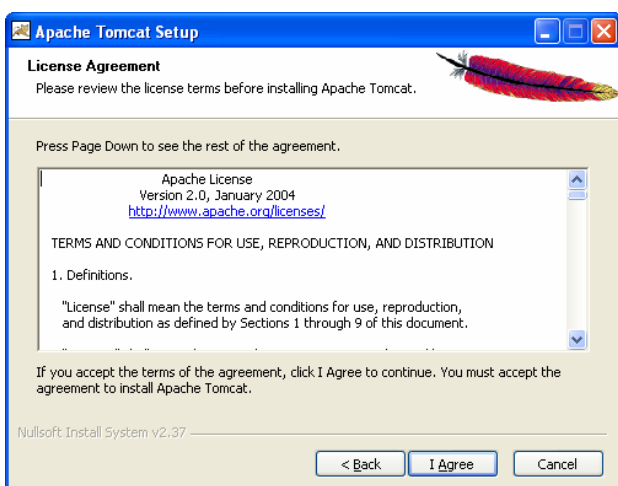 Apache Tomcat Setup
License Agreement
Please review the license terms before installing Apache Tomcat.
Press Page Down to see the rest of the agreement.
Apache License
Version 2.0, January 2004
http://www.apache.org/licenses/
TERMS AND CONDITIONS FOR USE, REPRODUCTION, AND DISTRIBUTION
1. Definitions.
"License" shall mean the terms and conditions for use, reproduction,
and distribution as defined by Sections 1 through 9 of this document.
If you accept the terms of the agreement, click I Agree to continue. You must accept the
agreement to install Apache Tomcat.
Nullsoft Install System v2.37
< Back I Agree Cancel